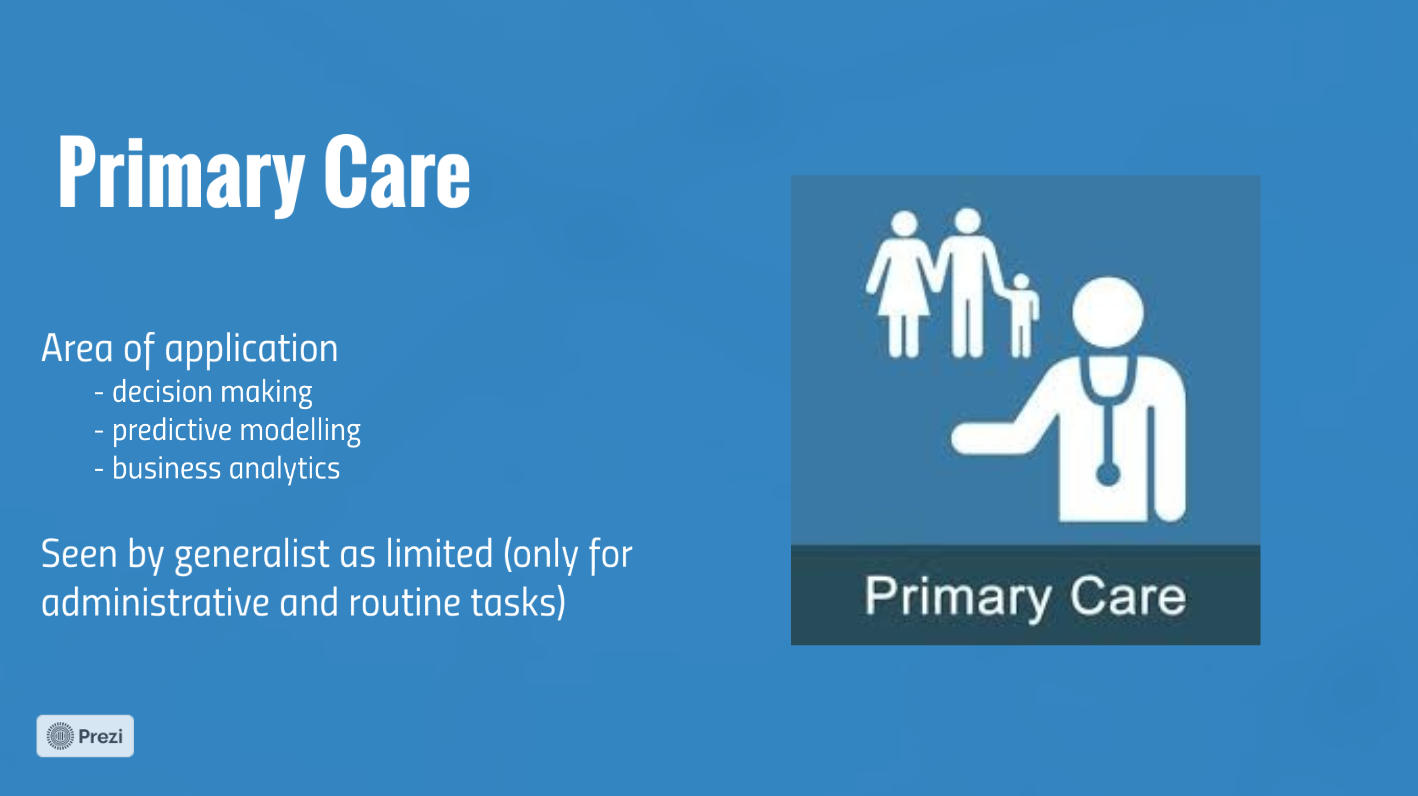 Primary Care
Area of application
- decision making
- predictive modelling
- business analytics
Seen by generalist as limited (only for
administrative and routine tasks)
Primary Care
Prezi